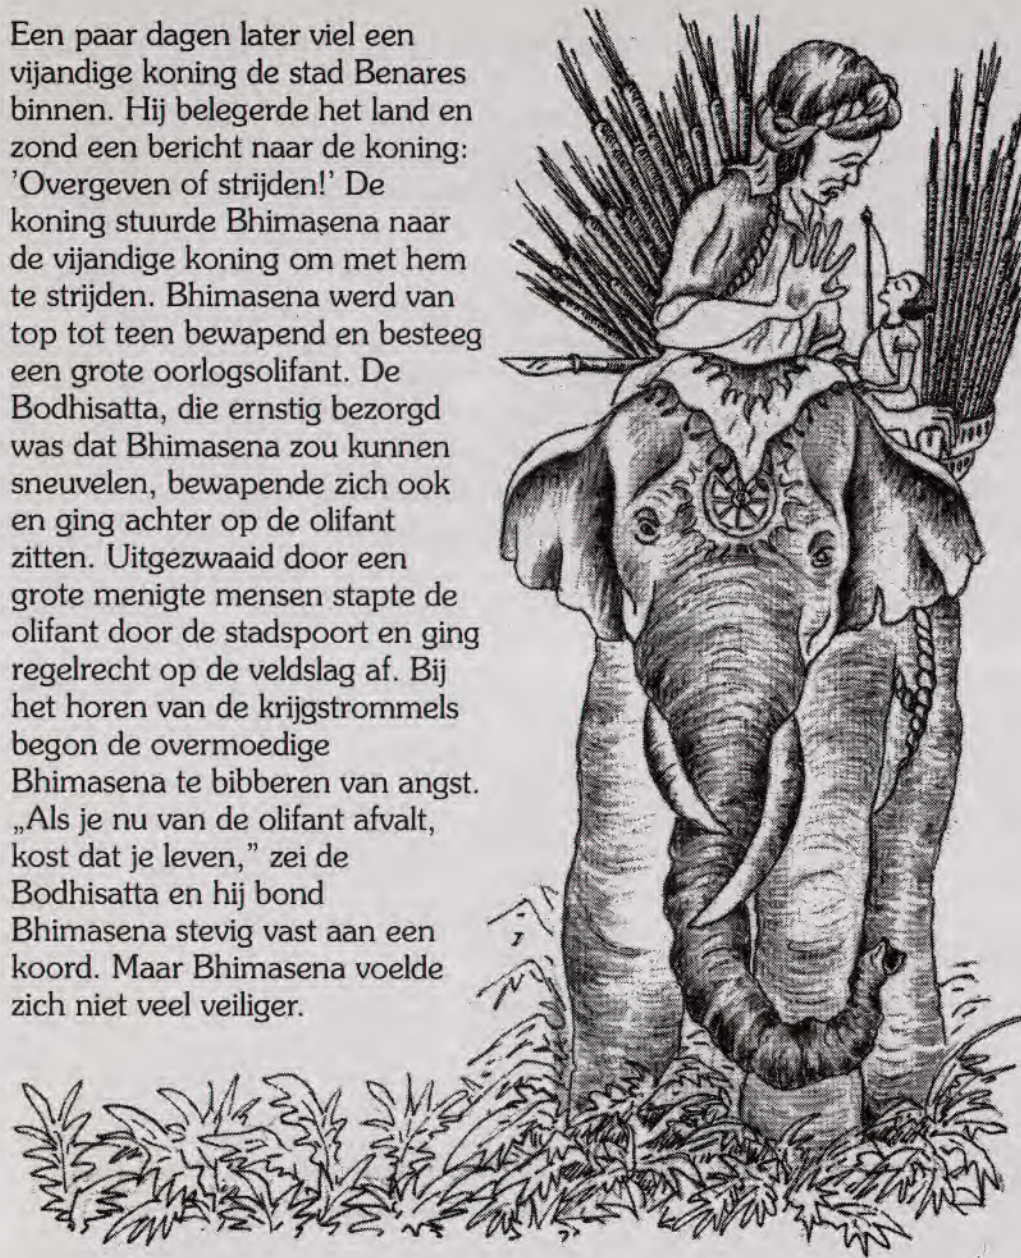 Een paar dagen later viel een
vijandige koning de stad Benares
binnen. Hij belegerde het land en
zond een bericht naar de koning:
'Overgeven of strijden!' De
koning stuurde Bhimasena naar
de vijandige koning om met hem
te strijden. Bhimasena werd van
top tot teen bewapend en besteeg
een grote oorlogsolifant. De
Bodhisatta, die ernstig bezorgd
was dat Bhimasena zou kunnen
sneuvelen, bewapende zich ook
en ging achter op de olifant
zitten. Uitgezwaaid door een
grote menigte mensen stapte de
olifant door de stadspoort en ging
regelrecht op de veldslag af. Bij
het horen van de krijgstrommels
begon de overmoedige
Bhimasena te bibberen van angst.
„Als je nu van de olifant afvalt,
kost dat je leven,” zei de
Bodhisatta en hij bond
Bhimasena stevig vast aan een
koord. Maar Bhimasena voelde
zich niet veel veiliger.